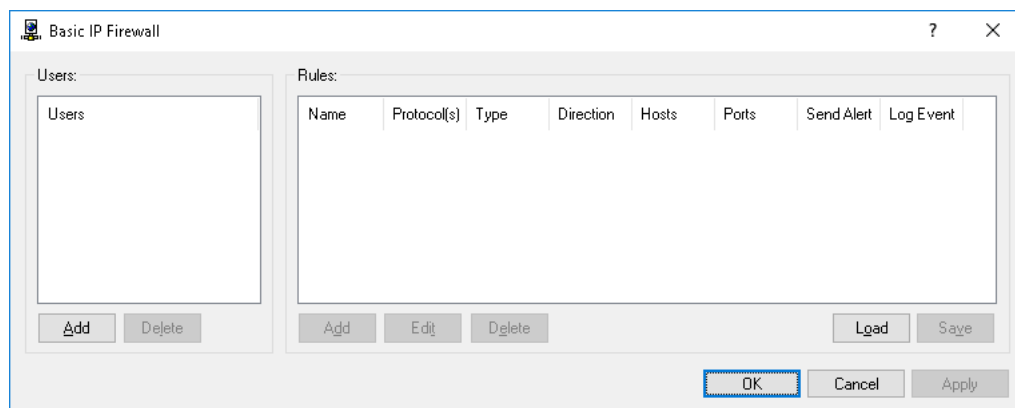 Basic IP Firewall ?
Users:
Users
Add Delete
Rules:
Name Protocol(s) Type Direction Hosts Ports Send Alert Log Event
Add Edit Delete Load Save
OK Cancel Apply